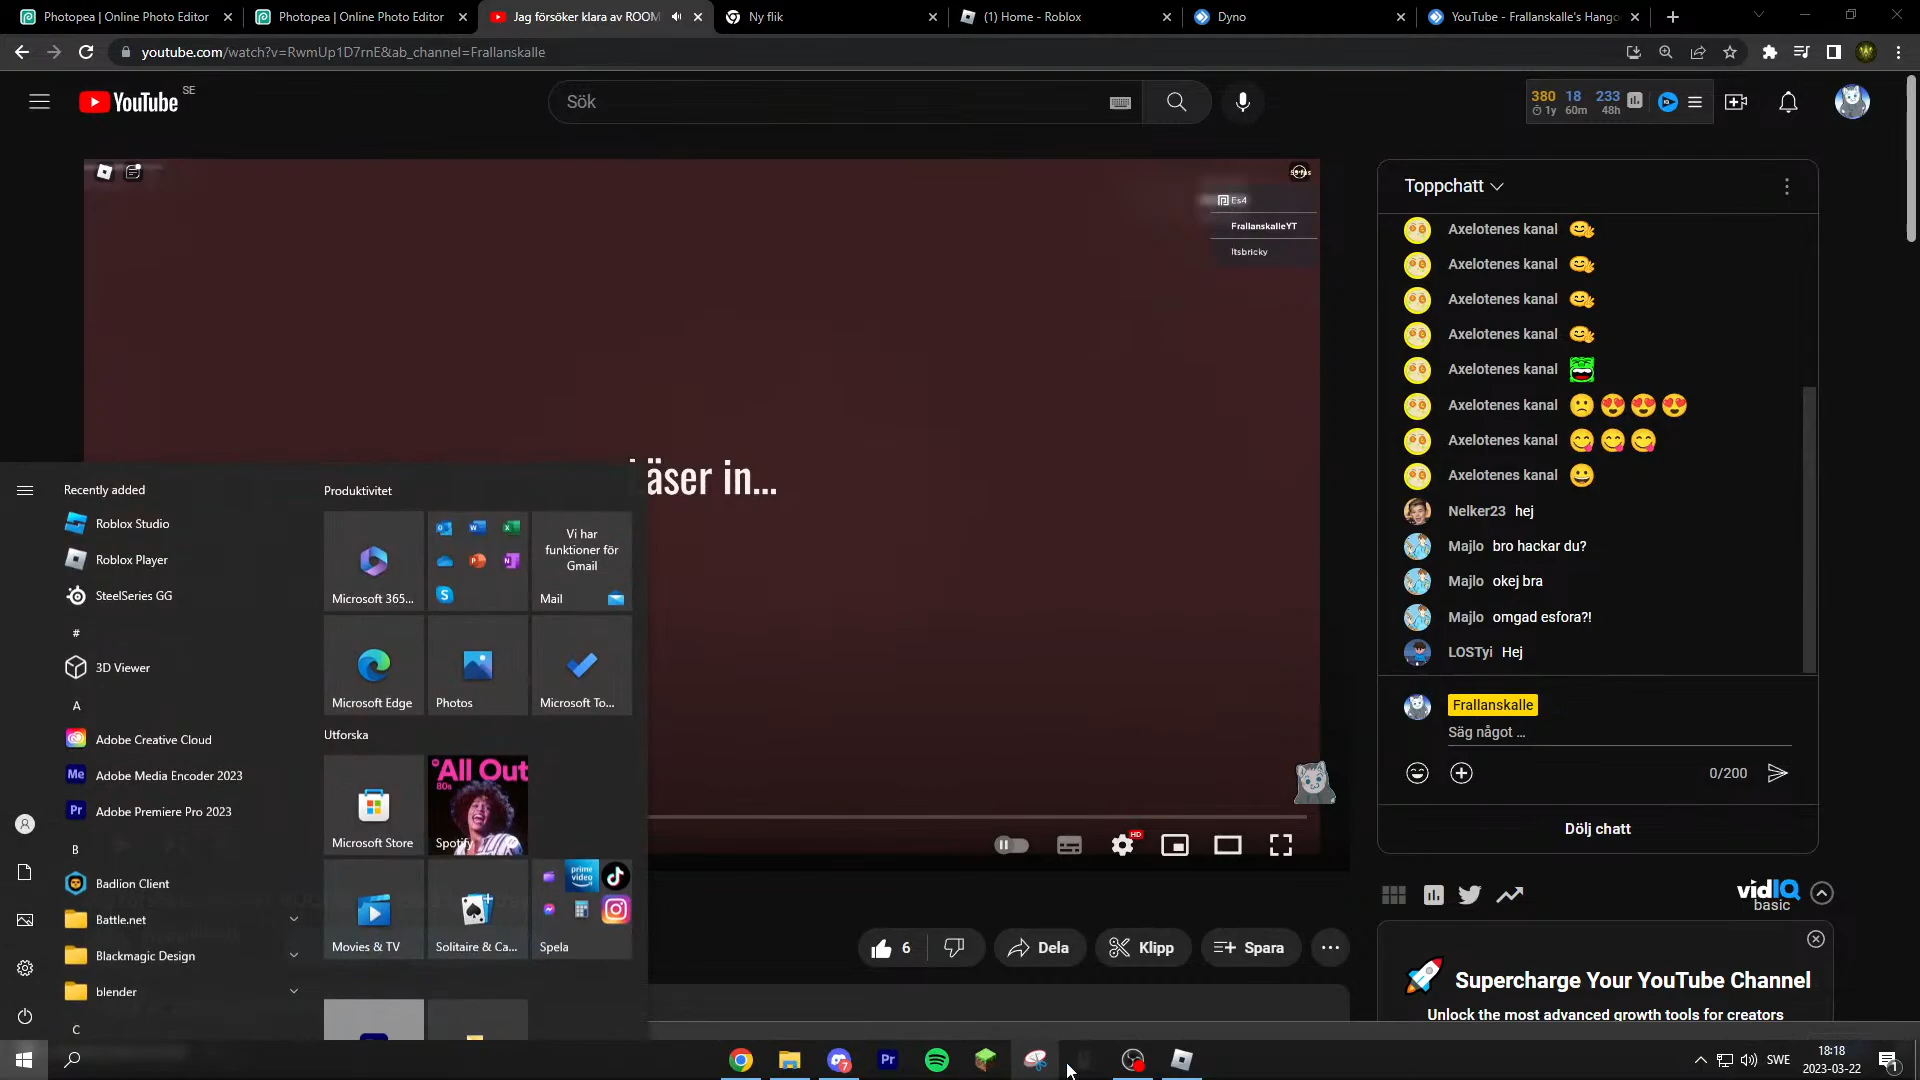 Photopea | Online Photo Editor
Photopea | Online Photo Editor
Jag försöker klara av ROOM
Ny flik
(1) Home - Roblox
Dyno
YouTube - Frallanskalle's Hango
youtube.com/watch?v=RwmUp1D7rnE&ab_channel=Frallanskalle
YouTube SE
Sök
380 18 233
1y 60m 48h
Es4
FrallanskalleYT
Itsbricky
äser in...
Toppchatt
Axelotenes kanal
Axelotenes kanal
Axelotenes kanal
Axelotenes kanal
Axelotenes kanal
Axelotenes kanal
Axelotenes kanal
Axelotenes kanal
Nelker23 hej
Majlo bro hackar du?
Majlo okej bra
Majlo omgad esfora?!
LOSTyi Hej
Frallanskalle
Säg något ...
0/200
Dölj chatt
Recently added
Roblox Studio
Roblox Player
SteelSeries GG
#
3D Viewer
A
Adobe Creative Cloud
Adobe Media Encoder 2023
Adobe Premiere Pro 2023
B
Badlion Client
Battle.net
Blackmagic Design
blender
C
Produktivitet
Microsoft 365...
Vi har
funktioner för
Gmail
Mail
Microsoft Edge
Photos
Microsoft To...
Utforska
Microsoft Store
All Out
80s
Spotify
prime video
Movies & TV
Solitaire & Ca...
Spela
HD
6
Dela
Klipp
Spara
vidIQ
basic
Supercharge Your YouTube Channel
Unlock the most advanced growth tools for creators
SWE
18:18
2023-03-22